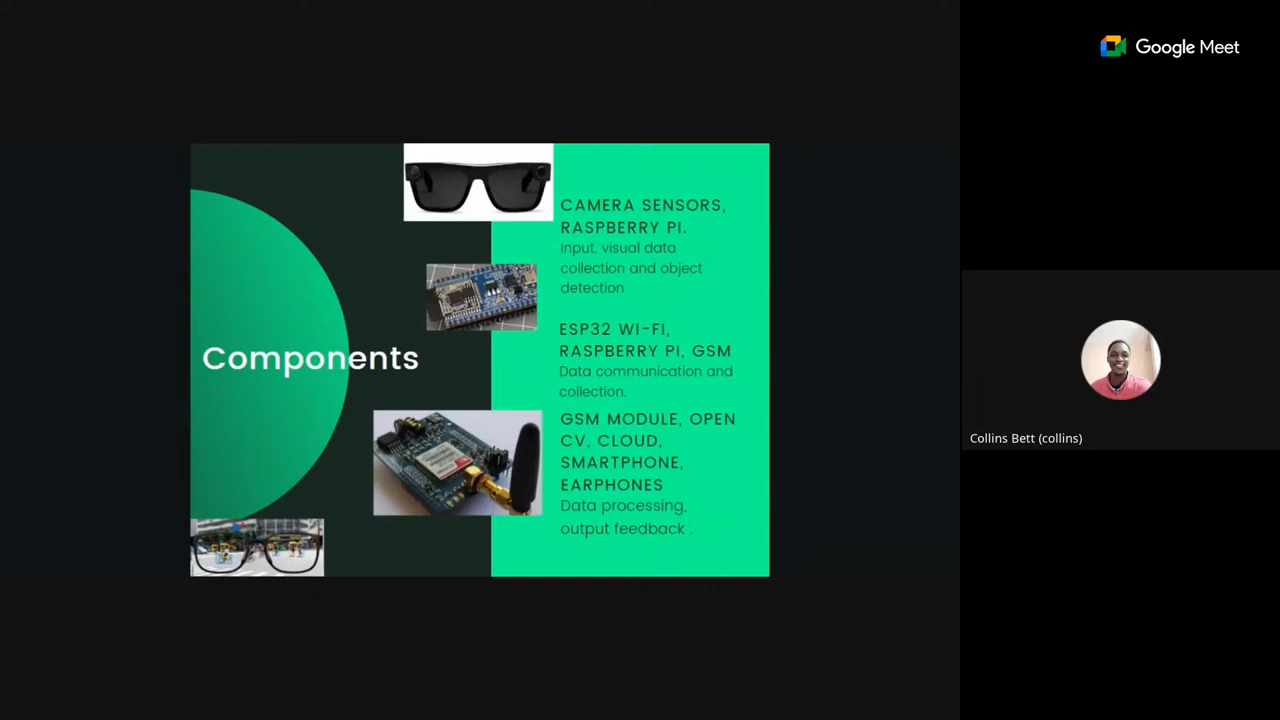 Google Meet
Components
CAMERA SENSORS,
RASPBERRY PI.
Input. visual data
collection and object
detection
ESP32 WI-FI,
RASPBERRY PI, GSM
Data communication and
collection.
GSM MODULE, OPEN
CV, CLOUD,
SMARTPHONE,
EARPHONES
Data processing,
output feedback .
Collins Bett (collins)